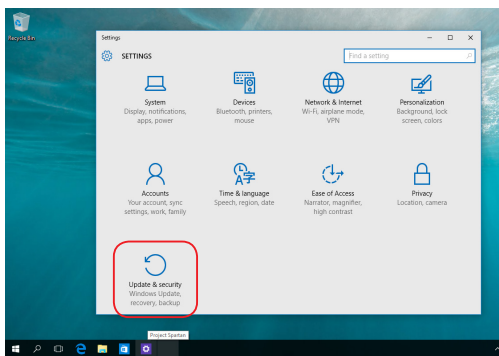 Recycle Bin
Settings
SETTINGS
Find a setting
System
Display, notifications,
apps, power
Devices
Bluetooth, printers,
mouse
Network & Internet
Wi-Fi, airplane mode,
VPN
Personalization
Background, lock
screen, colors
Accounts
Your account, sync
settings, work, family
Time & language
Speech, region, date
Ease of Access
Narrator, magnifier,
high contrast
Privacy
Location, camera
Update & security
Windows Update,
recovery, backup
Project Spartan